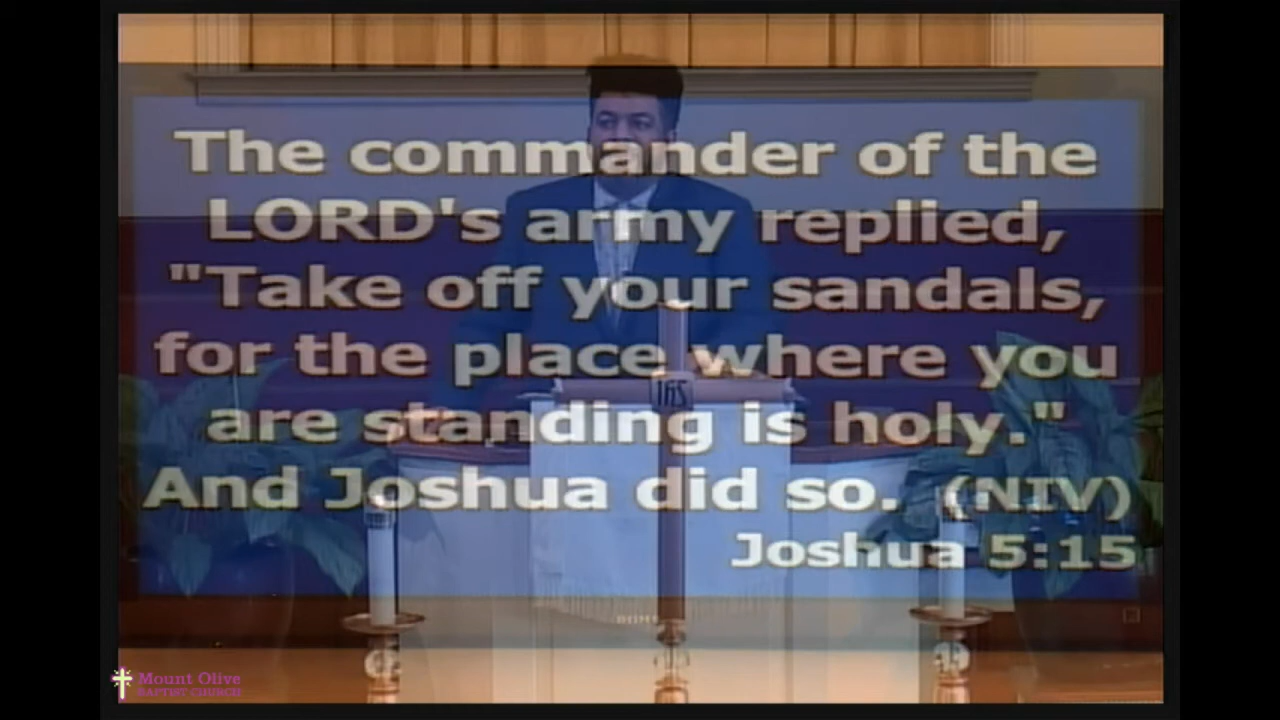 The commander of the
LORD's army replied,
"Take off your sandals,
for the place where you
are standing is holy."
And Joshua did so. (NIV)
Joshua 5:15
IHS
Mount Olive
BAPTIST CHURCH